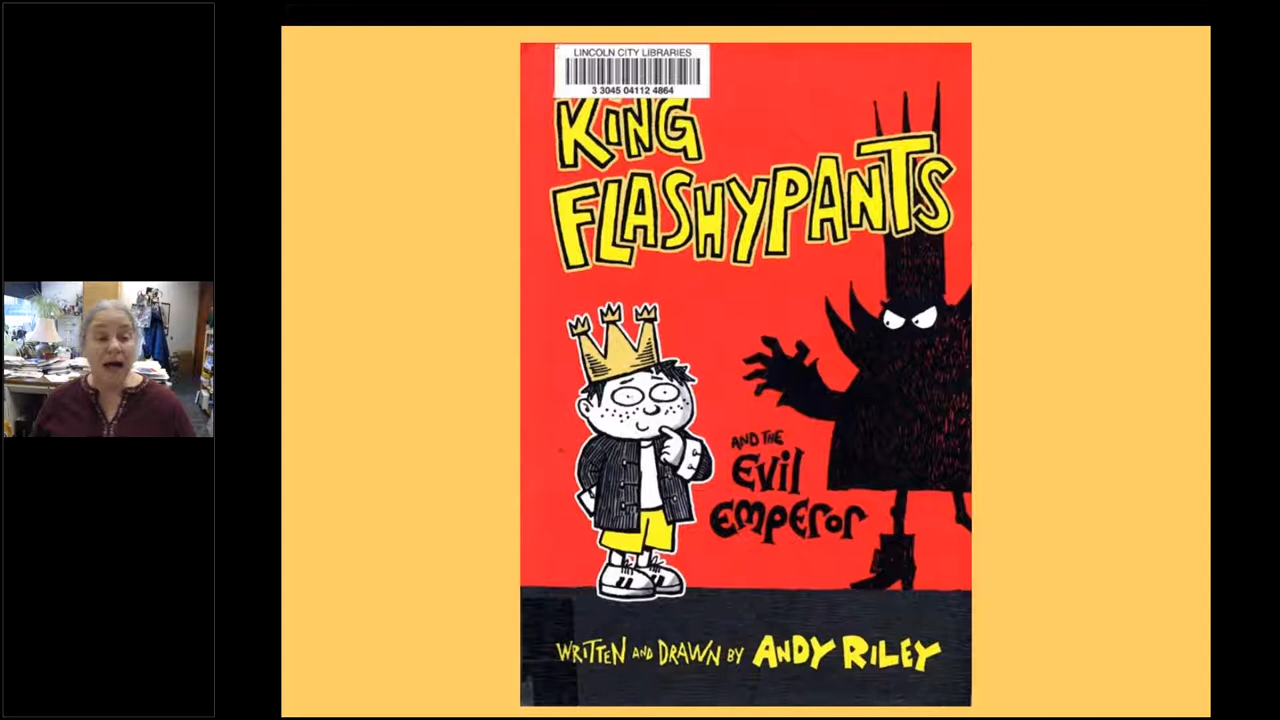 LINCOLN CITY LIBRARIES
3 3045 04112 4864
KING
FLASHYPANTS
AND THE
EVIL
EMPEROR
WRITTEN AND DRAWN BY ANDY RILEY